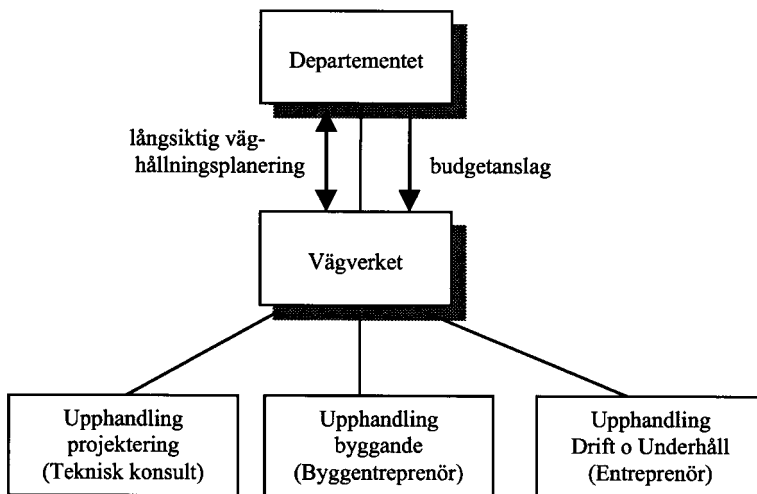 Departementet
långsiktig väg-
hållningsplanering
budgetanslag
Vägverket
Upphandling
projektering
(Teknisk konsult)
Upphandling
byggande
(Byggentreprenör)
Upphandling
Drift o Underhåll
(Entreprenör)